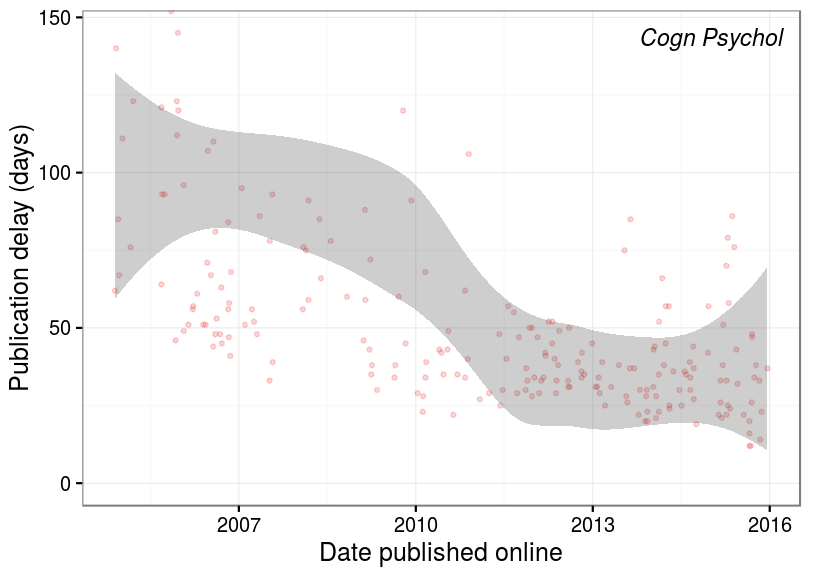 Cogn Psychol
Publication delay (days)
150
100
50
0
2007 2010 2013 2016
Date published online